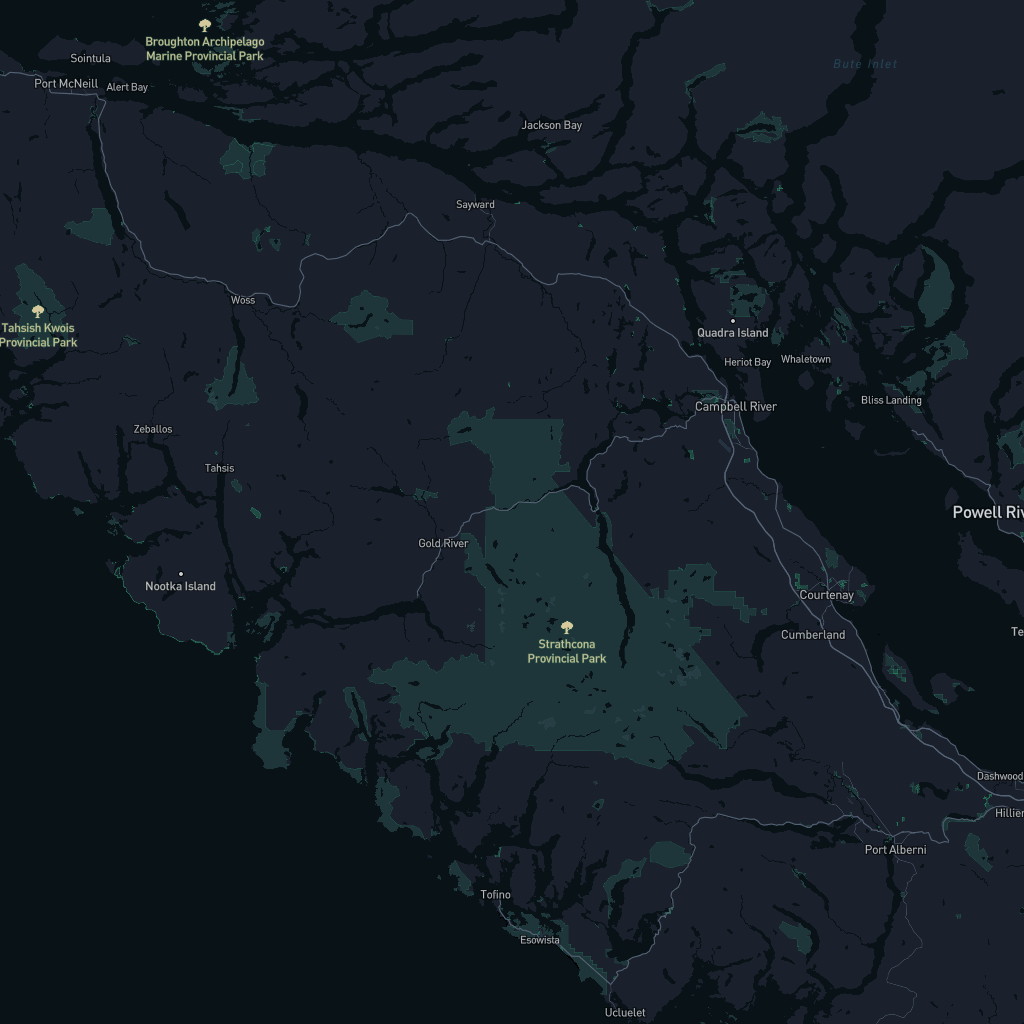 Broughton Archipelago
Marine Provincial Park
Sointula
Bute Inlet
Port McNeill
Alert Bay
Jackson Bay
Sayward
Woss
Tahsish Kwois
Provincial Park
Quadra Island
Heriot Bay
Whaletown
Bliss Landing
Campbell River
Zeballos
Tahsis
Powell Riv
Gold River
Nootka Island
Courtenay
Cumberland
Te
Strathcona
Provincial Park
Dashwood
Hillier
Port Alberni
Tofino
Esowista
Ucluelet